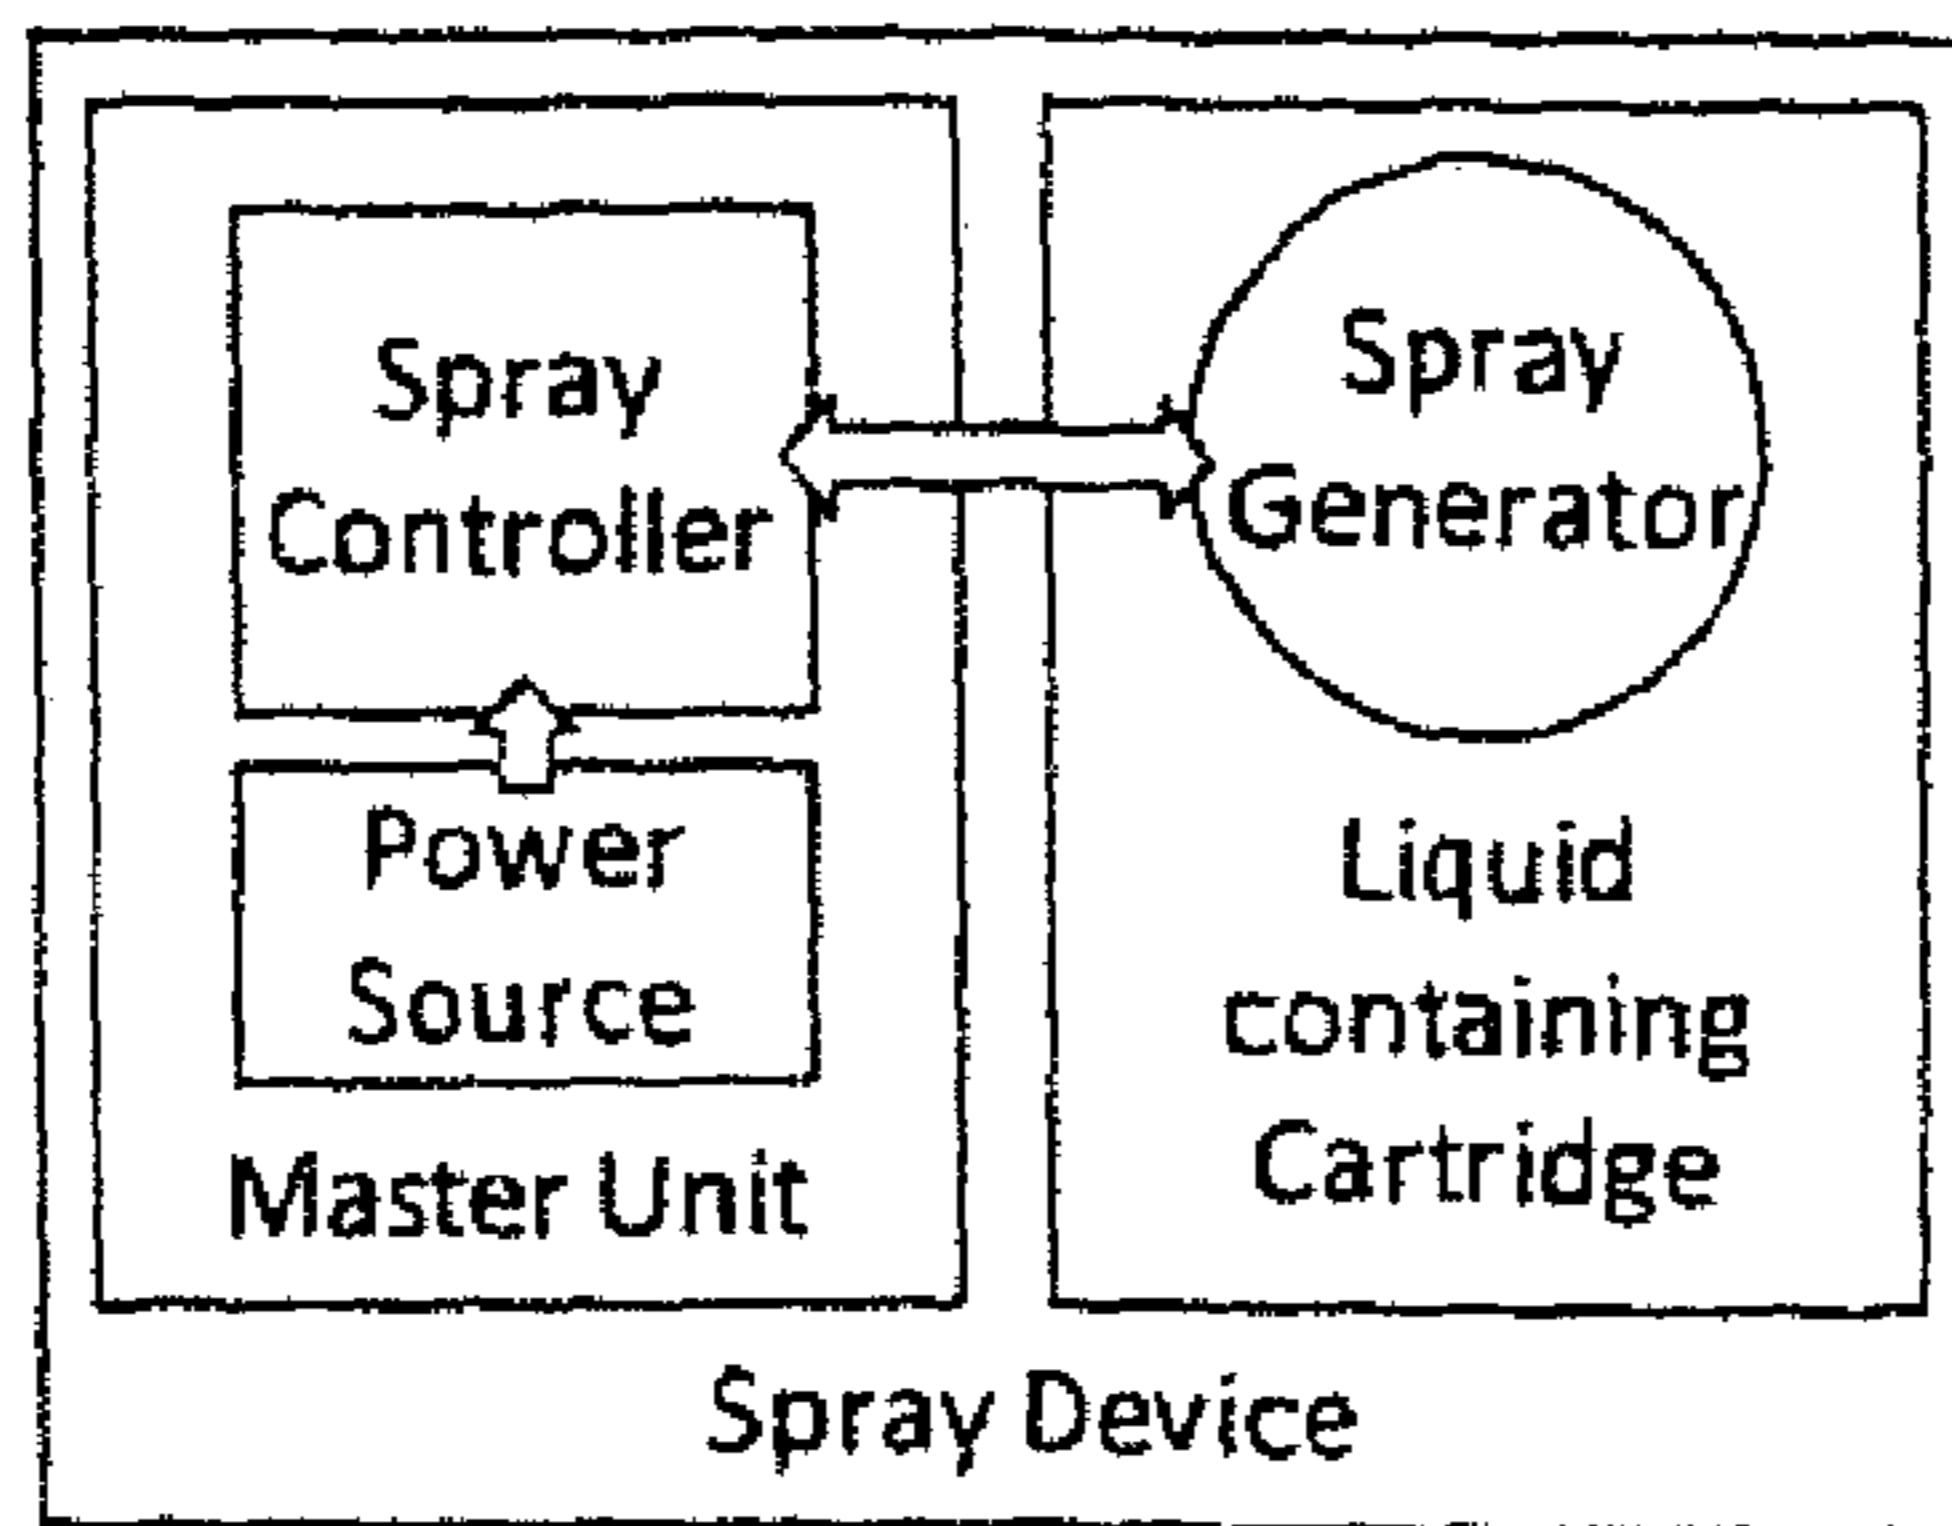 Spray
Controller
Power
Source
Master Unit
Spray
Generator
Liquid
containing
Cartridge
Spray Device